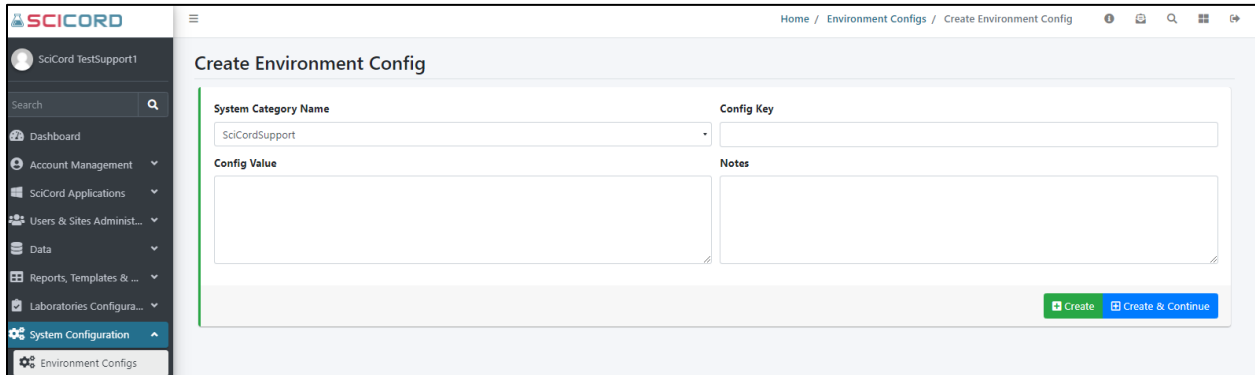 SCICORD
Home / Environment Configs / Create Environment Config
SciCord TestSupport1
Create Environment Config
Search
System Category Name
Config Key
SciCordSupport
Dashboard
Account Management
Config Value
Notes
SciCord Applications
Users & Sites Administ...
Data
Reports, Templates & ...
Laboratories Configura...
Create
Create & Continue
System Configuration
Environment Configs